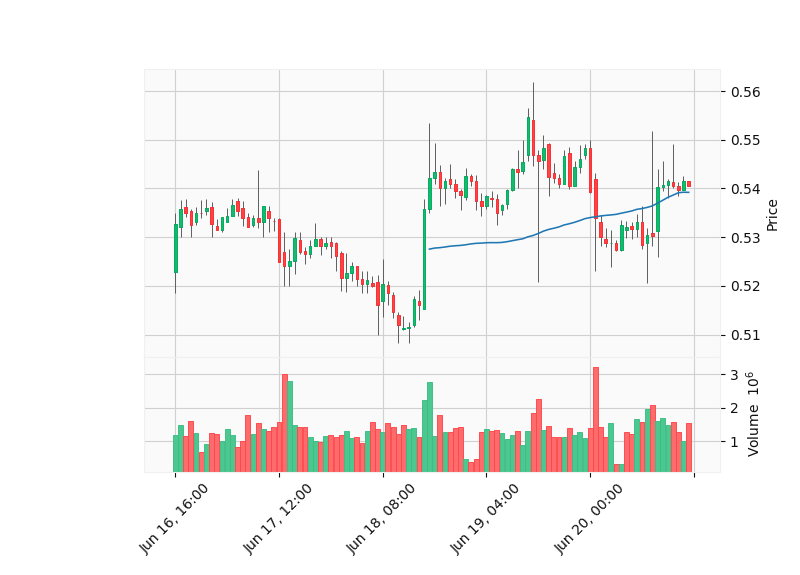 0.56
0.55
0.54
0.53
0.52
0.51
Price
3
2
1
Volume 10^6
Jun 16, 16:00
Jun 17, 12:00
Jun 18, 08:00
Jun 19, 04:00
Jun 20, 00:00